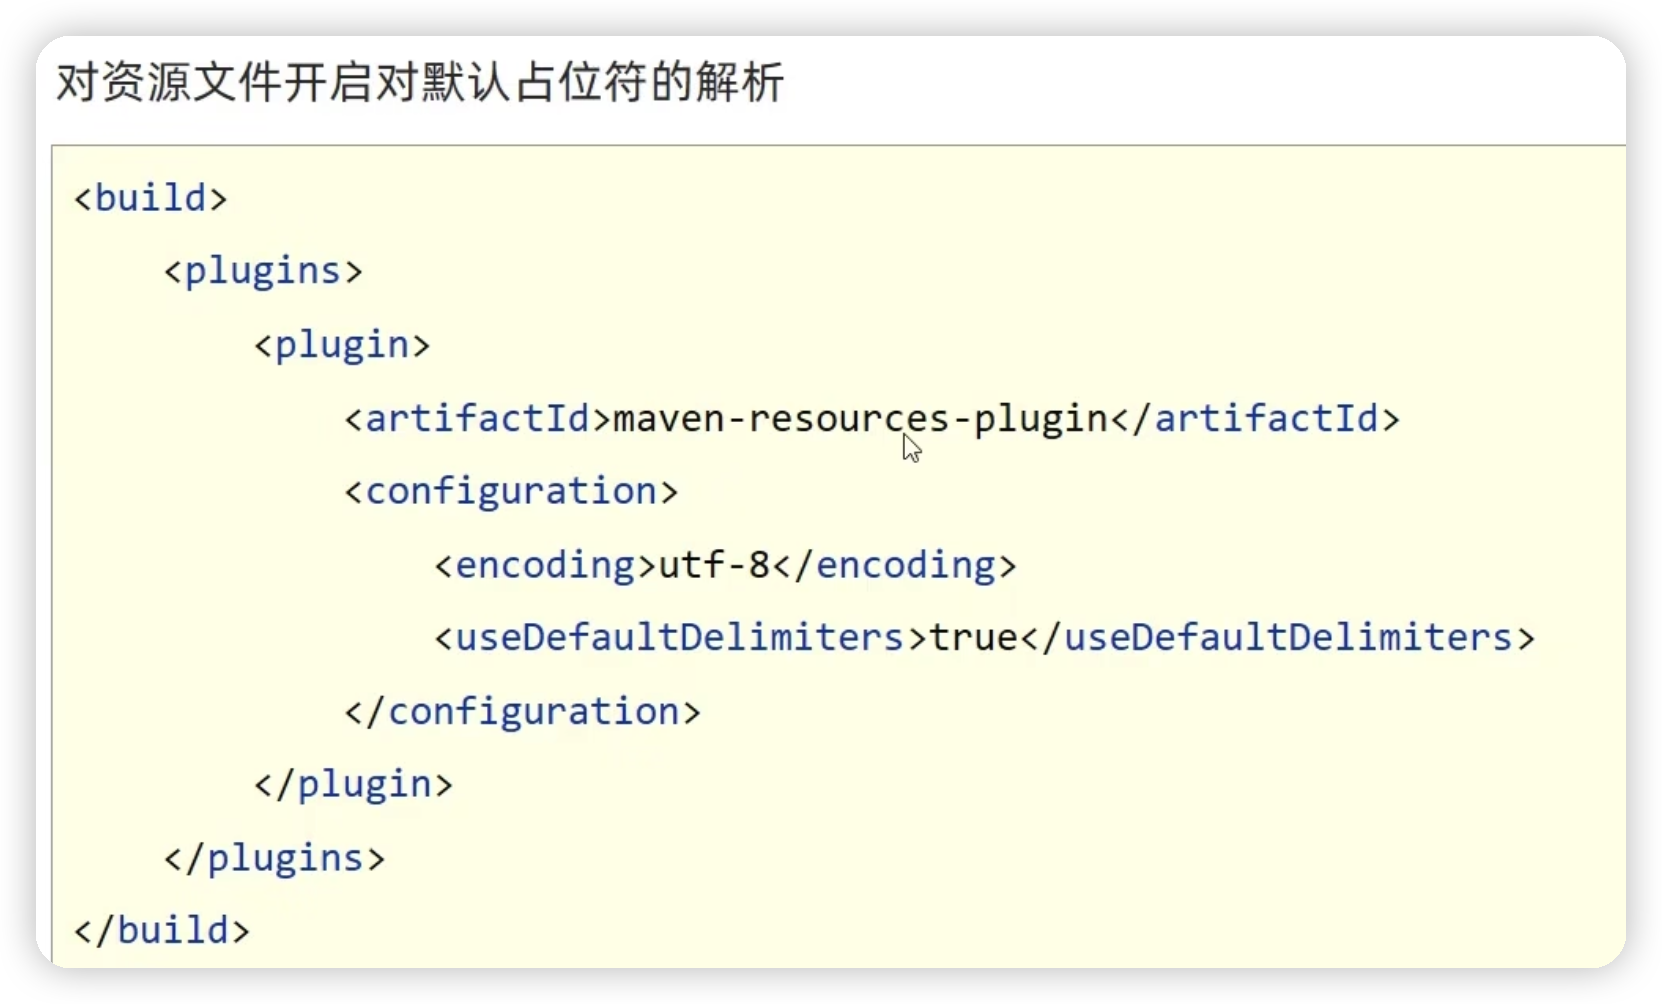 对资源文件开启对默认占位符的解析
<build>
<plugins>
<plugin>
<artifactId>maven-resources-plugin</artifactId>
<configuration>
<encoding>utf-8</encoding>
<useDefaultDelimiters>true</useDefaultDelimiters>
</configuration>
</plugin>
</plugins>
</build>